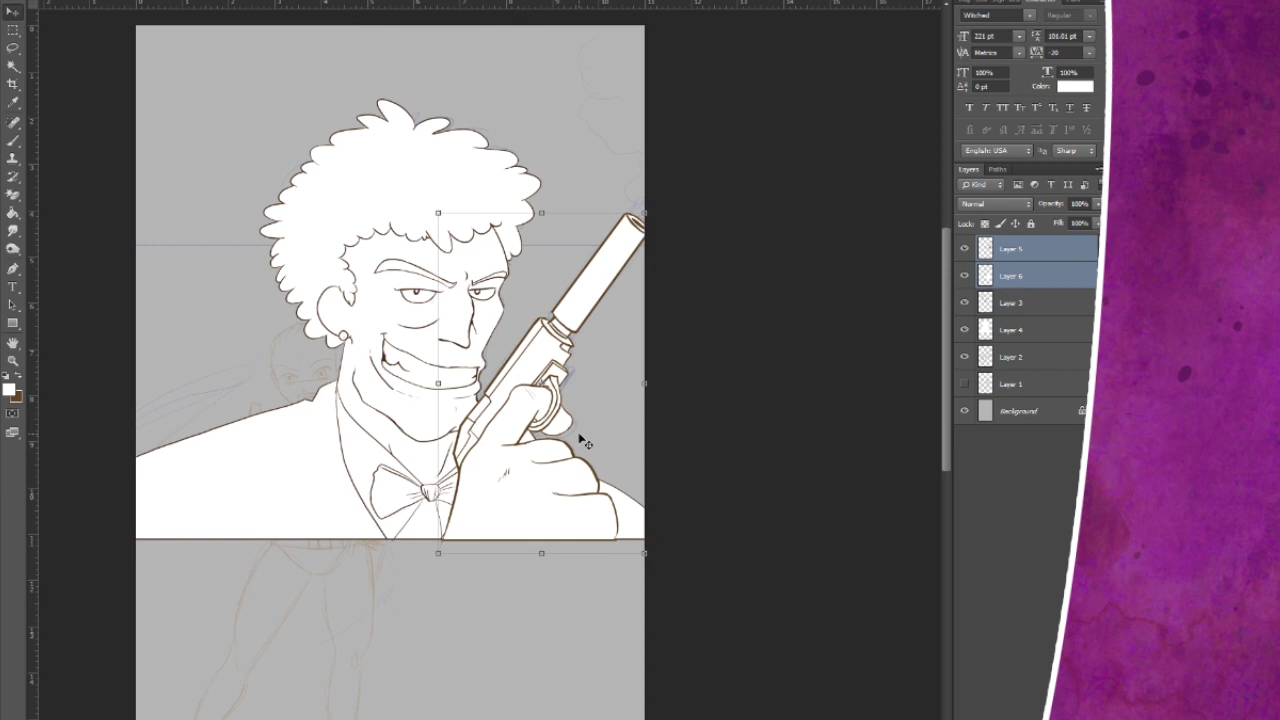 Witched Regular
221 pt 101.01 pt
Metrics -20
100% 100%
0 pt Color:
English: USA Sharp
Layers Paths
Kind
Normal Opacity: 100%
Lock: Fill: 100%
Layer 5
Layer 6
Layer 3
Layer 4
Layer 2
Layer 1
Background